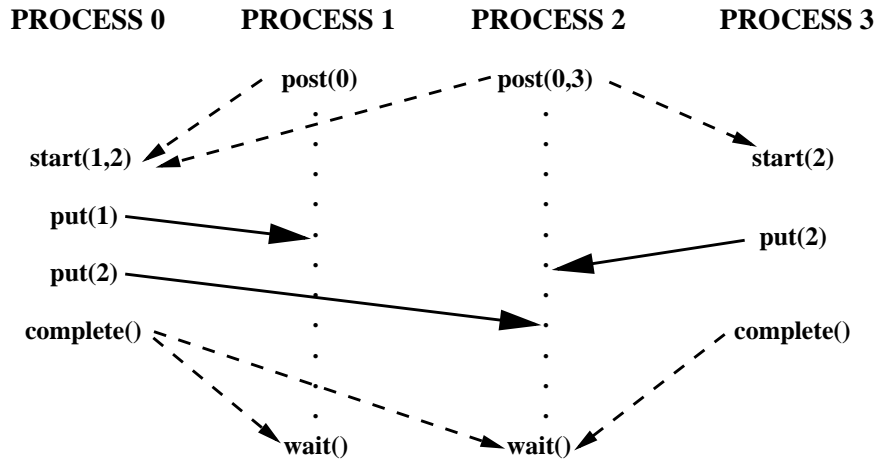 PROCESS 0 PROCESS 1 PROCESS 2 PROCESS 3
post(0) post(0,3)
start(1,2) start(2)
put(1)
put(2)
put(2)
complete() complete()
wait() wait()